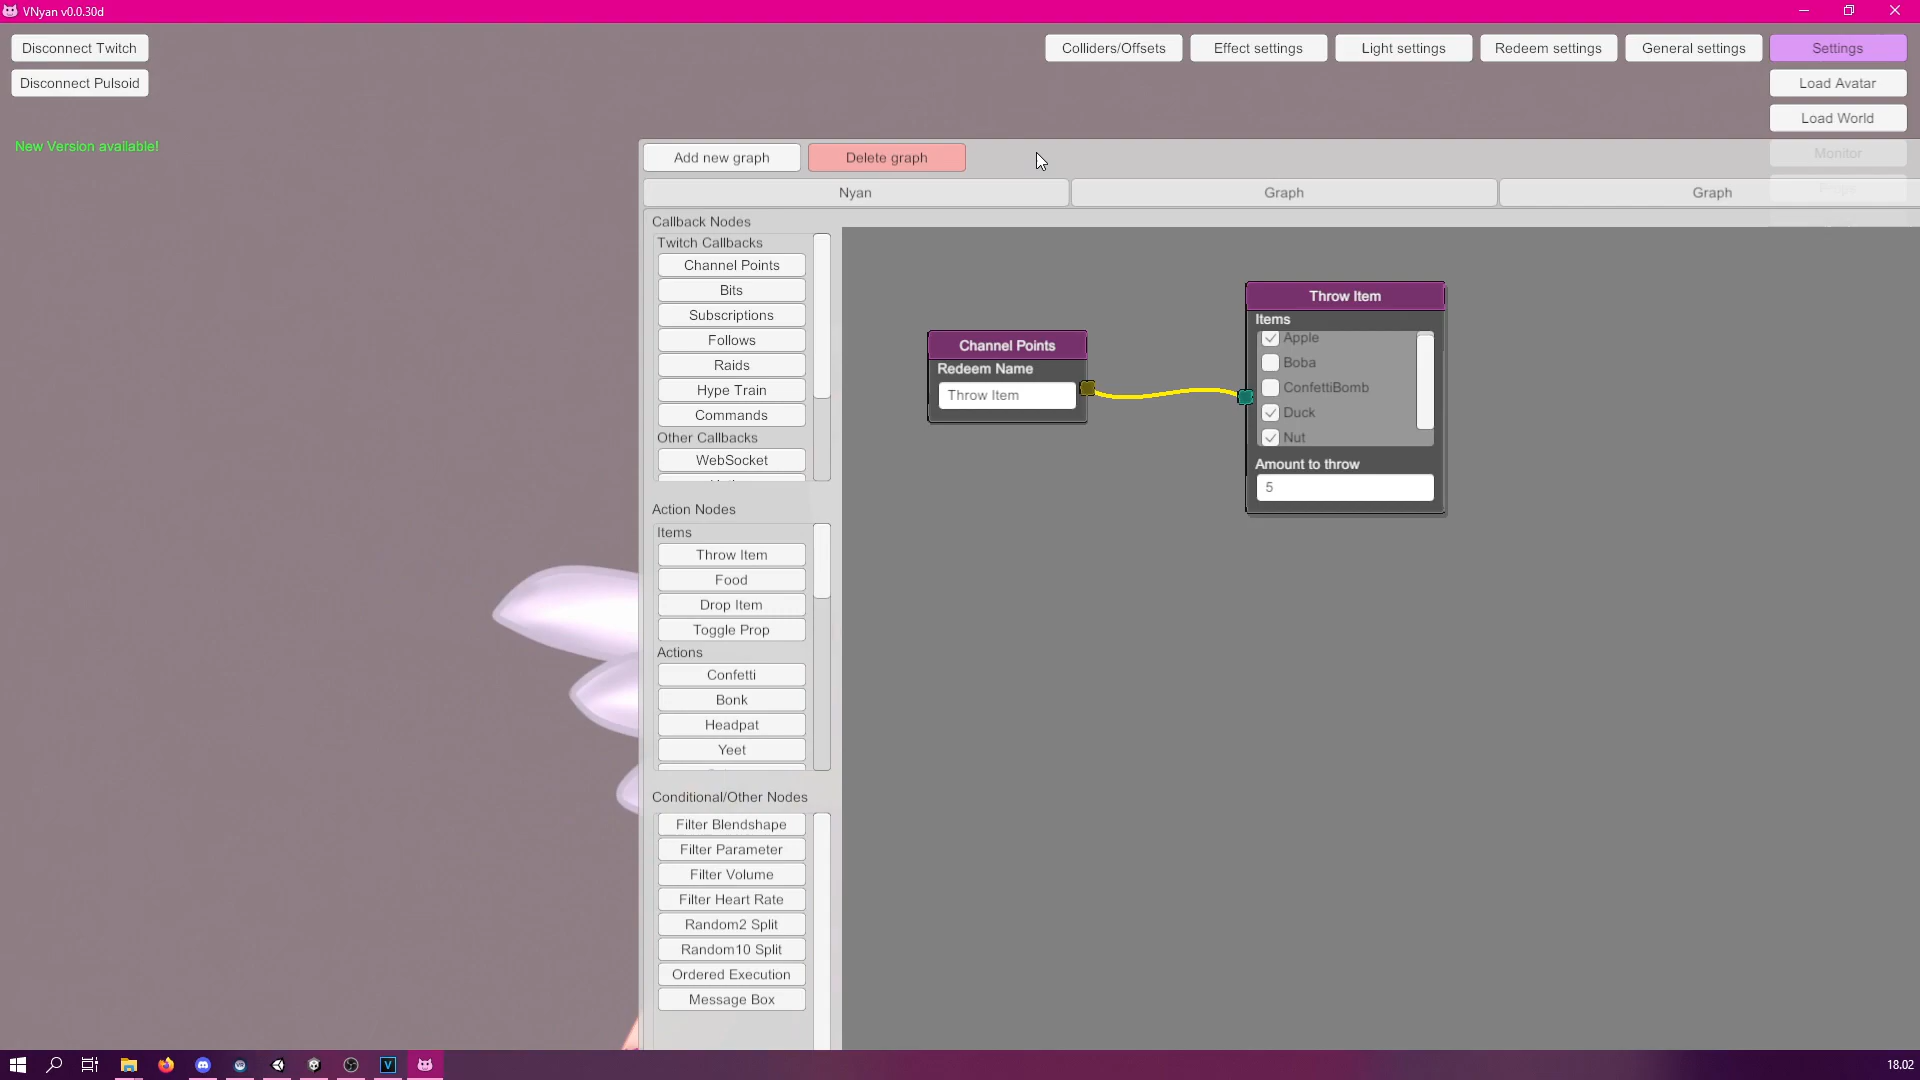 VNyan v0.0.30d
Disconnect Twitch
Disconnect Pulsoid
New Version available!
Colliders/Offsets
Effect settings
Light settings
Redeem settings
General settings
Settings
Load Avatar
Load World
Monitor
Add new graph
Delete graph
Nyan
Graph
Graph
Callback Nodes
Twitch Callbacks
Channel Points
Bits
Subscriptions
Follows
Raids
Hype Train
Commands
Other Callbacks
WebSocket
Action Nodes
Items
Throw Item
Food
Drop Item
Toggle Prop
Actions
Confetti
Bonk
Headpat
Yeet
Conditional/Other Nodes
Filter Blendshape
Filter Parameter
Filter Volume
Filter Heart Rate
Random2 Split
Random10 Split
Ordered Execution
Message Box
Channel Points
Redeem Name
Throw Item
Throw Item
Items
Apple
Boba
ConfettiBomb
Duck
Nut
Amount to throw
5
18.02